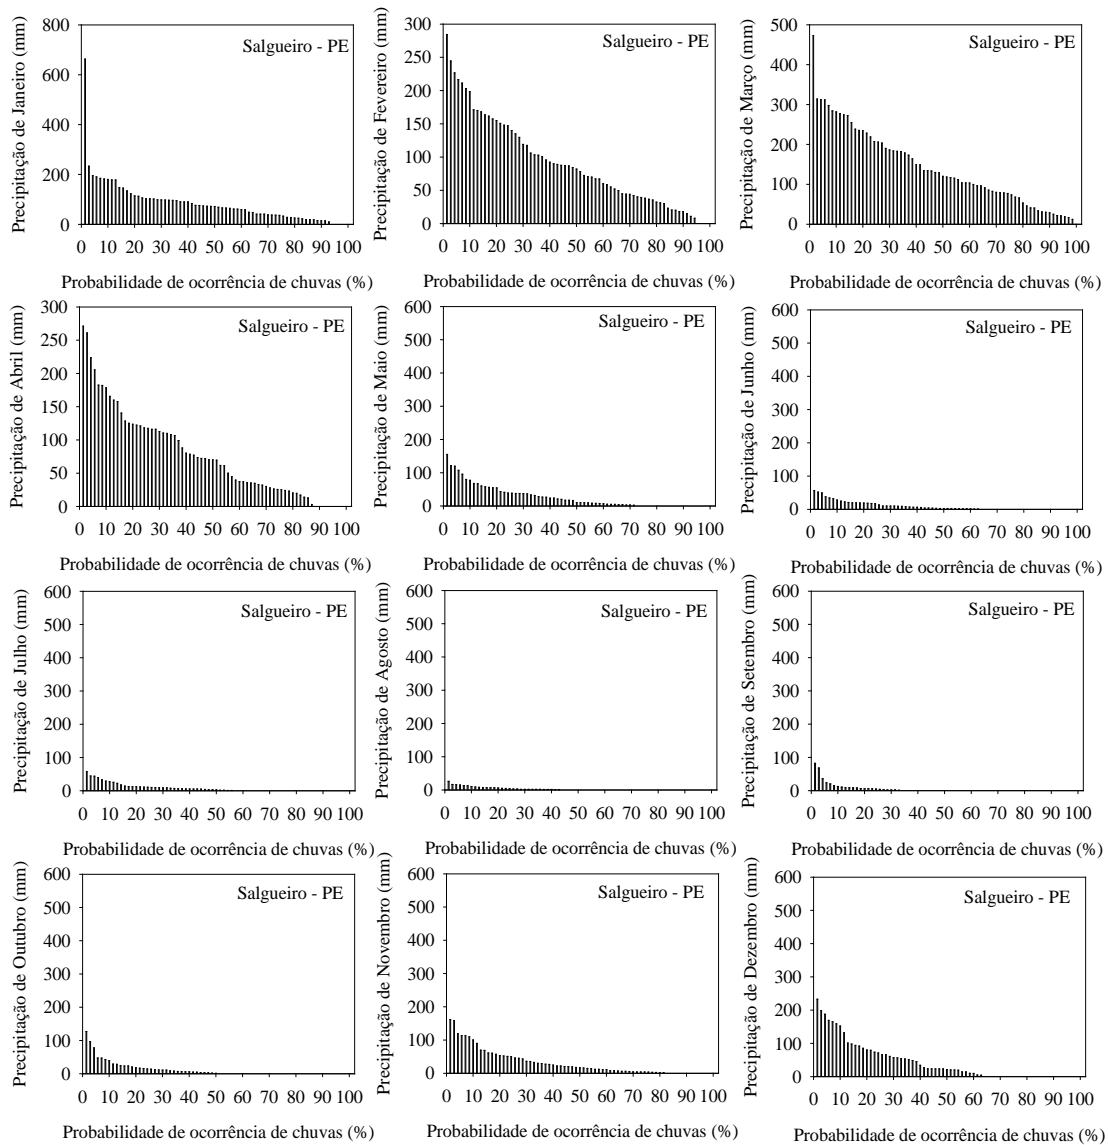 Precipitação de Janeiro (mm)
800
600
400
200
0
Salgueiro - PE
0 10 20 30 40 50 60 70 80 90 100
Probabilidade de ocorrência de chuvas (%)
Precipitação de Fevereiro (mm)
300
250
200
150
100
50
0
Salgueiro - PE
0 10 20 30 40 50 60 70 80 90 100
Probabilidade de ocorrência de chuvas (%)
Precipitação de Março (mm)
500
400
300
200
100
0
Salgueiro - PE
0 10 20 30 40 50 60 70 80 90 100
Probabilidade de ocorrência de chuvas (%)
Precipitação de Abril (mm)
300
250
200
150
100
50
0
Salgueiro - PE
0 10 20 30 40 50 60 70 80 90 100
Probabilidade de ocorrência de chuvas (%)
Precipitação de Maio (mm)
600
500
400
300
200
100
0
Salgueiro - PE
0 10 20 30 40 50 60 70 80 90 100
Probabilidade de ocorrência de chuvas (%)
Precipitação de Junho (mm)
600
500
400
300
200
100
0
Salgueiro - PE
0 10 20 30 40 50 60 70 80 90 100
Probabilidade de ocorrência de chuvas (%)
Precipitação de Julho (mm)
600
500
400
300
200
100
0
Salgueiro - PE
0 10 20 30 40 50 60 70 80 90 100
Probabilidade de ocorrência de chuvas (%)
Precipitação de Agosto (mm)
600
500
400
300
200
100
0
Salgueiro - PE
0 10 20 30 40 50 60 70 80 90 100
Probabilidade de ocorrência de chuvas (%)
Precipitação de Setembro (mm)
600
500
400
300
200
100
0
Salgueiro - PE
0 10 20 30 40 50 60 70 80 90 100
Probabilidade de ocorrência de chuvas (%)
Precipitação de Outubro (mm)
600
500
400
300
200
100
0
Salgueiro - PE
0 10 20 30 40 50 60 70 80 90 100
Probabilidade de ocorrência de chuvas (%)
Precipitação de Novembro (mm)
600
500
400
300
200
100
0
Salgueiro - PE
0 10 20 30 40 50 60 70 80 90 100
Probabilidade de ocorrência de chuvas (%)
Precipitação de Dezembro (mm)
600
500
400
300
200
100
0
Salgueiro - PE
0 10 20 30 40 50 60 70 80 90 100
Probabilidade de ocorrência de chuvas (%)